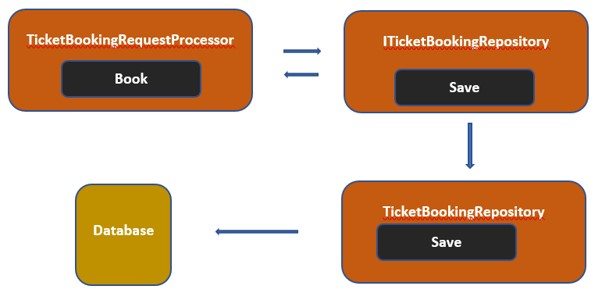 TicketBookingRequestProcessor
Book
ITicketBookingRepository
Save
Database
TicketBookingRepository
Save